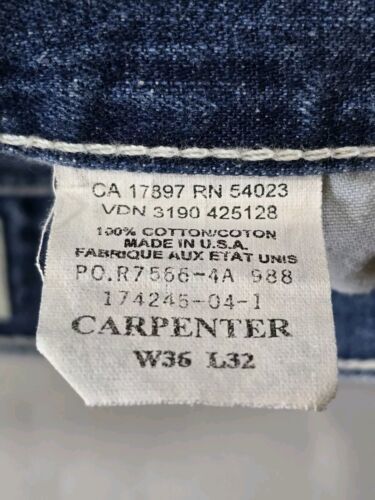 CA 17897 RN 54023
VDN 3190 425128
100% COTTON/COTON
MADE IN U.S.A.
FABRIQUE AUX ETAT UNIS
PO.R7566-4A 988
174245-04-1
CARPENTER
W36 L32